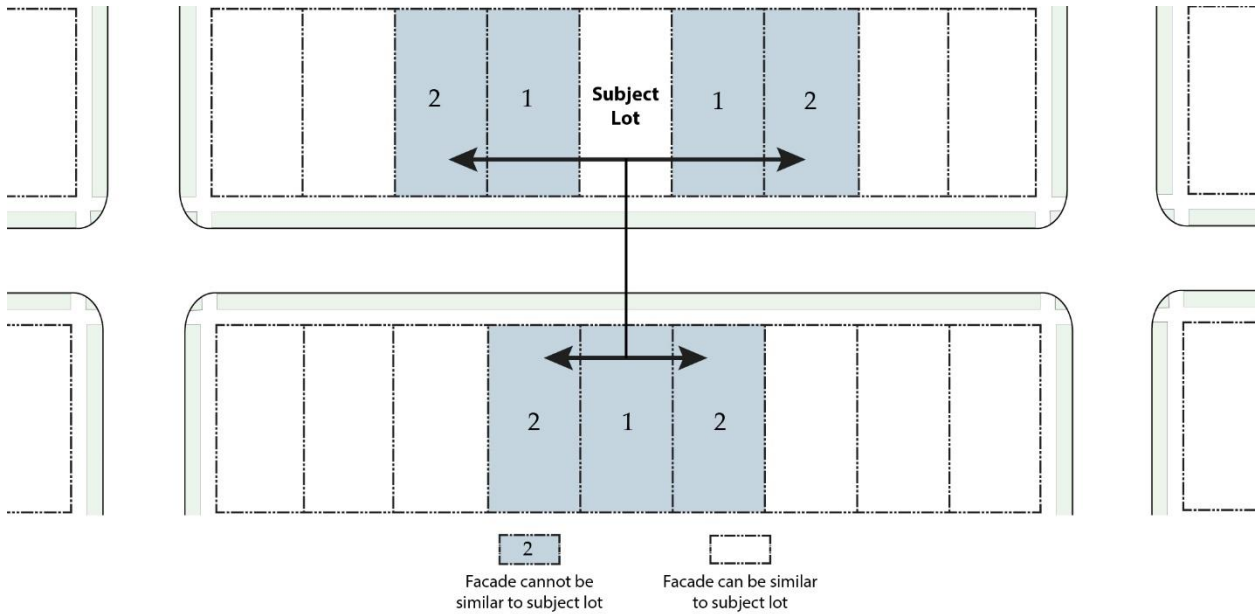 2 1 Subject Lot 1 2
2 1 2
2
Facade cannot be similar to subject lot
Facade can be similar to subject lot